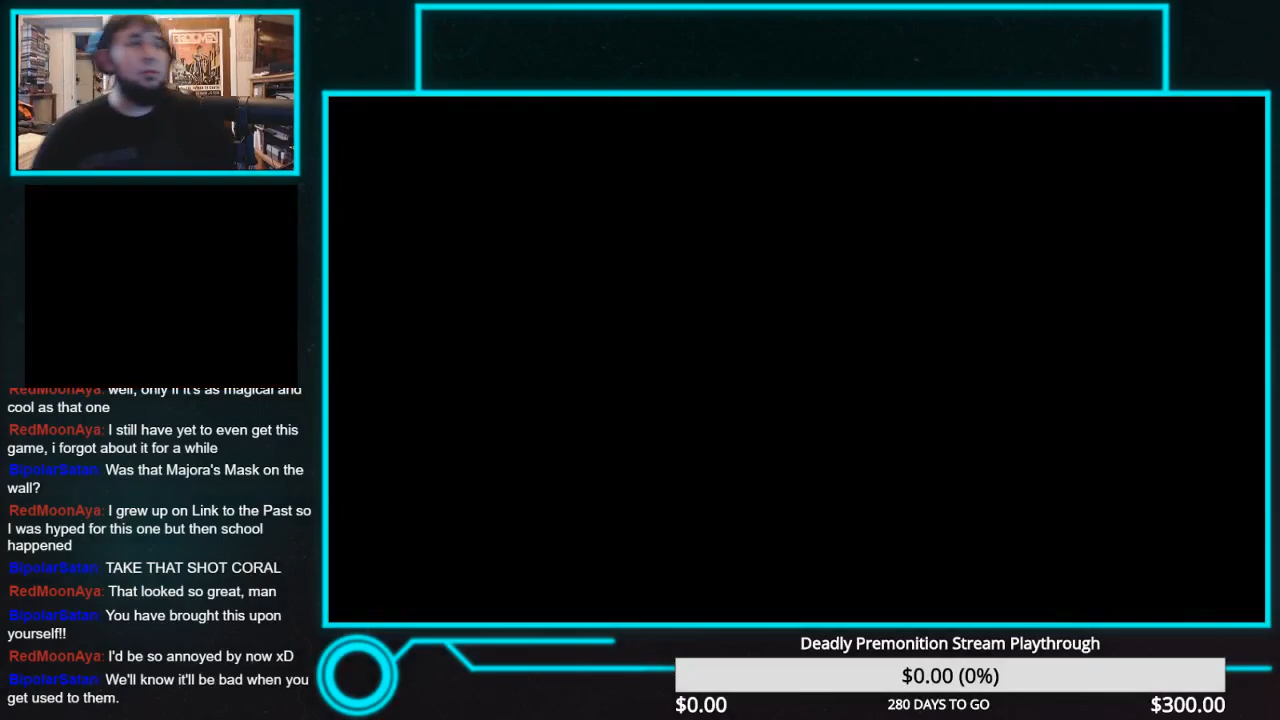 RedMoonAya: well, only if it's as magical and
cool as that one
RedMoonAya: I still have yet to even get this
game, i forgot about it for a while
BipolarSatan: Was that Majora's Mask on the
wall?
RedMoonAya: I grew up on Link to the Past so
I was hyped for this one but then school
happened
BipolarSatan: TAKE THAT SHOT CORAL
RedMoonAya: That looked so great, man
BipolarSatan: You have brought this upon
yourself!!
RedMoonAya: I'd be so annoyed by now xD
BipolarSatan: We'll know it'll be bad when you
get used to them.
Deadly Premonition Stream Playthrough
$0.00 (0%)
$0.00 280 DAYS TO GO $300.00